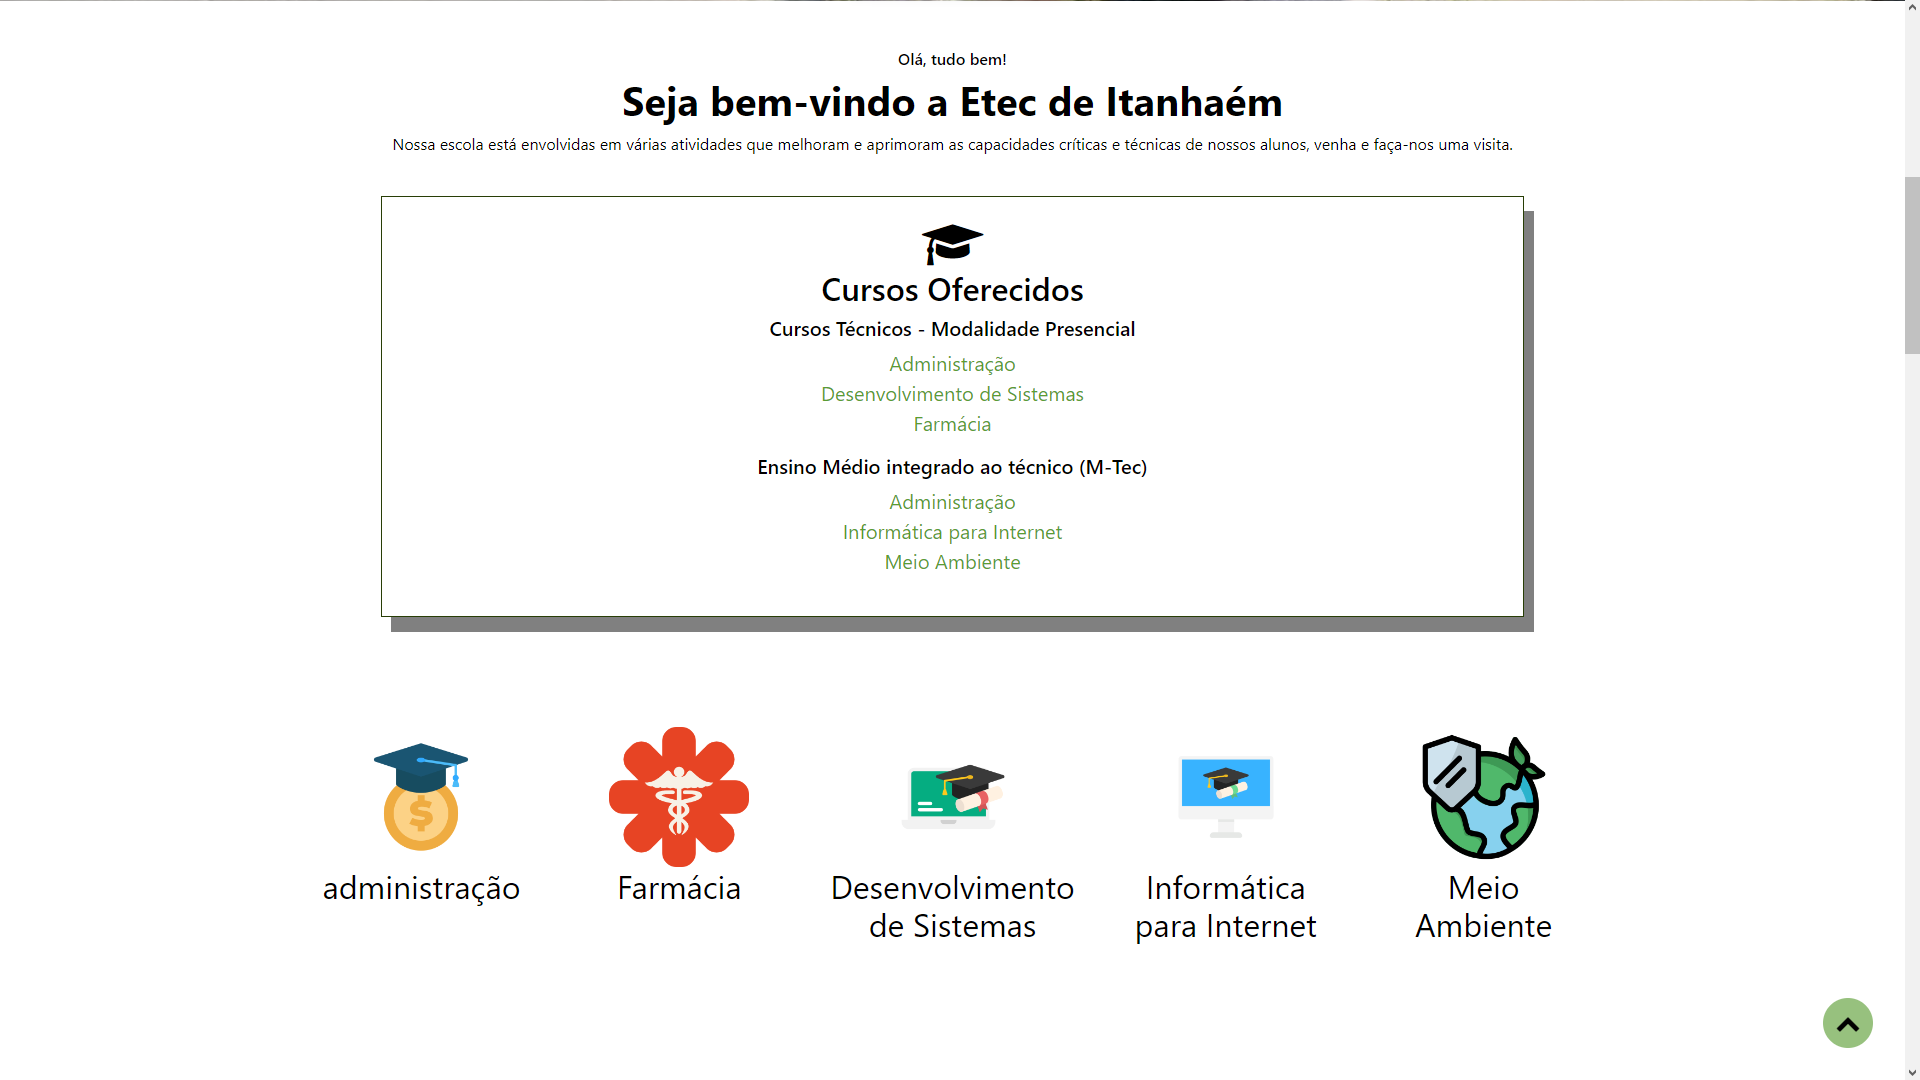 Olá, tudo bem!
Seja bem-vindo a Etec de Itanhaém
Nossa escola está envolvidas em várias atividades que melhoram e aprimoram as capacidades críticas e técnicas de nossos alunos, venha e faça-nos uma visita.
Cursos Oferecidos
Cursos Técnicos - Modalidade Presencial
Administração
Desenvolvimento de Sistemas
Farmácia
Ensino Médio integrado ao técnico (M-Tec)
Administração
Informática para Internet
Meio Ambiente
administração
Farmácia
Desenvolvimento
de Sistemas
Informática
para Internet
Meio
Ambiente